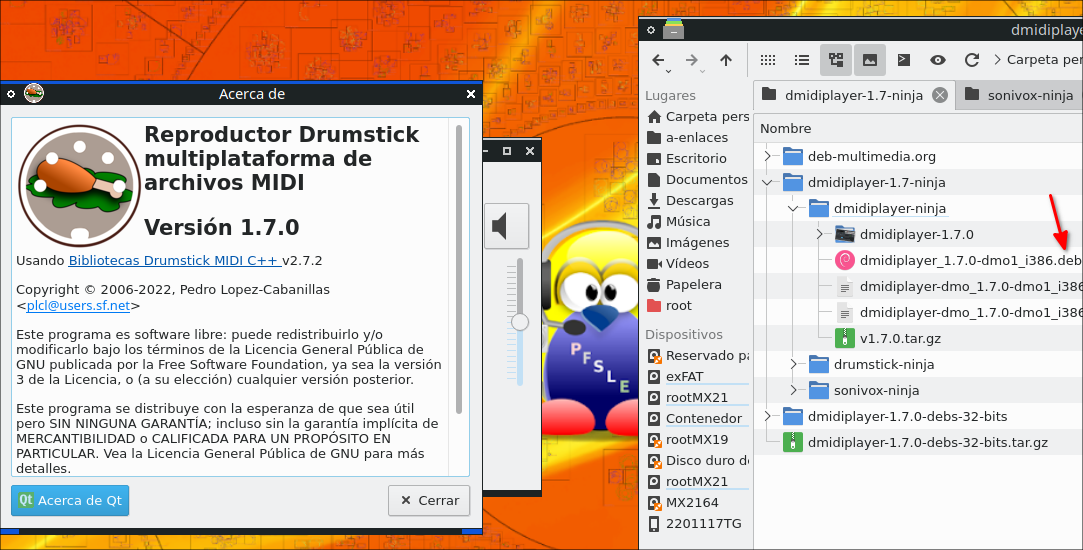 Acerca de
Reproductor Drumstick
multiplataforma de
archivos MIDI
Versión 1.7.0
Usando Bibliotecas Drumstick MIDI C++ v2.7.2
Copyright © 2006-2022, Pedro Lopez-Cabanillas
<plcl@users.sf.net>
Este programa es software libre: puede redistribuirlo y/o
modificarlo bajo los términos de la Licencia General Pública de
GNU publicada por la Free Software Foundation, ya sea la versión
3 de la Licencia, o (a su elección) cualquier versión posterior.
Este programa se distribuye con la esperanza de que sea útil
pero SIN NINGUNA GARANTÍA; incluso sin la garantía implícita de
MERCANTIBILIDAD o CALIFICADA PARA UN PROPÓSITO EN
PARTICULAR. Vea la Licencia General Pública de GNU para más
detalles.
Qt Acerca de Qt
Cerrar
PFSLE
dmidiplaye
Carpeta per
Lugares
Carpeta pers
a-enlaces
Escritorio
Documentos
Descargas
Música
Imágenes
Vídeos
Papelera
root
Dispositivos
Reservado pa
exFAT
rootMX21
Contenedor
rootMX19
Disco duro de
rootMX21
MX2164
2201117TG
dmidiplayer-1.7-ninja
sonivox-ninja
Nombre
deb-multimedia.org
dmidiplayer-1.7-ninja
dmidiplayer-ninja
dmidiplayer-1.7.0
dmidiplayer_1.7.0-dmo1_i386.deb
dmidiplayer-dmo_1.7.0-dmo1_i386
dmidiplayer-dmo_1.7.0-dmo1_i386
v1.7.0.tar.gz
drumstick-ninja
sonivox-ninja
dmidiplayer-1.7.0-debs-32-bits
dmidiplayer-1.7.0-debs-32-bits.tar.gz